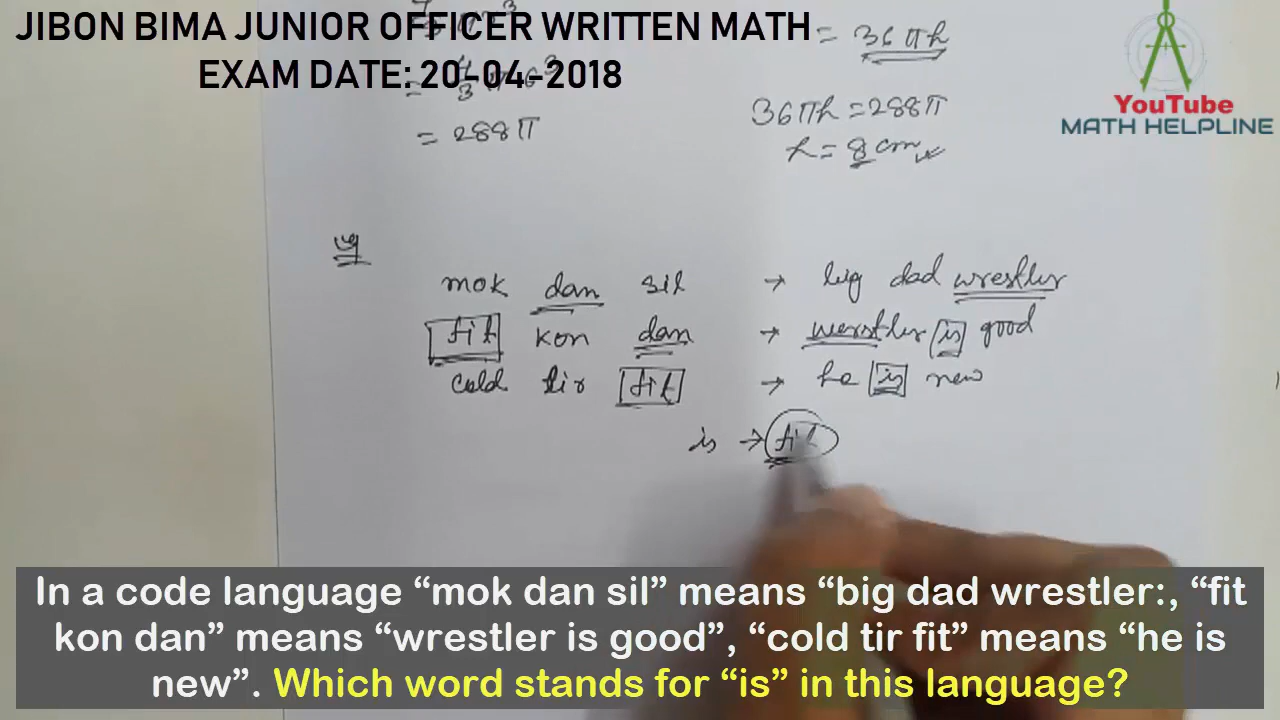 JIBON BIMA JUNIOR OFFICER WRITTEN MATH
EXAM DATE: 20-04-2018
= 36πh
YouTube
MATH HELPLINE
= 288π
36πh = 288π
h = 8 cm
mok dan sil → big dad wrestler
fit kon dan → werstler is good
cold tir fit → he is new
is → fit
In a code language “mok dan sil” means “big dad wrestler:, “fit
kon dan” means “wrestler is good”, “cold tir fit” means “he is
new”. Which word stands for “is” in this language?